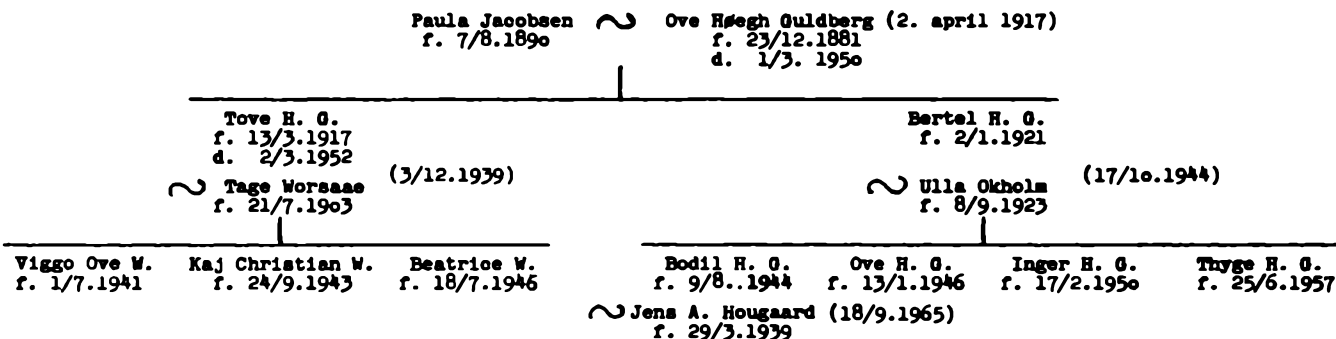 Paula Jacobsen ~ Ove Høegh Guldberg (2. april 1917)
f. 7/8.1890 f. 23/12.1881
d. 1/3. 1950
Tove H. G. Bertel H. G.
f. 13/3.1917 f. 2/1.1921
d. 2/3.1952
(3/12.1939) (17/10.1944)
~ Tage Worsaae ~ Ulla Okholm
f. 21/7.1903 f. 8/9.1923
Viggo Ove W. Kaj Christian W. Beatrice W. Bodil H. G. Ove H. G. Inger H. G. Thyge H. G.
f. 1/7.1941 f. 24/9.1943 f. 18/7.1946 f. 9/8..1944 f. 13/1.1946 f. 17/2.1950 f. 25/6.1957
~ Jens A. Hougaard (18/9.1965)
f. 29/3.1939